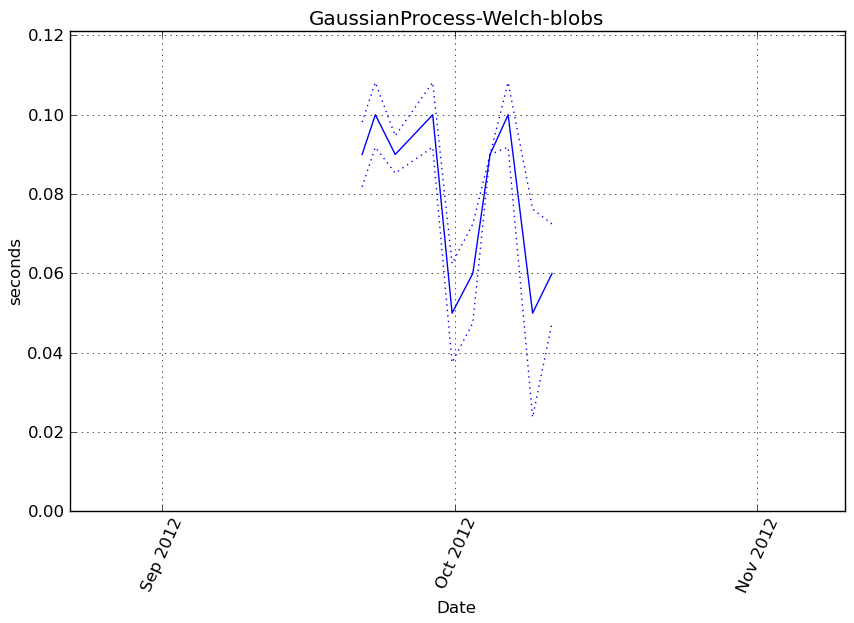 GaussianProcess-Welch-blobs
0.12
0.10
0.08
0.06
0.04
0.02
0.00
seconds
Sep 2012
Oct 2012
Nov 2012
Date